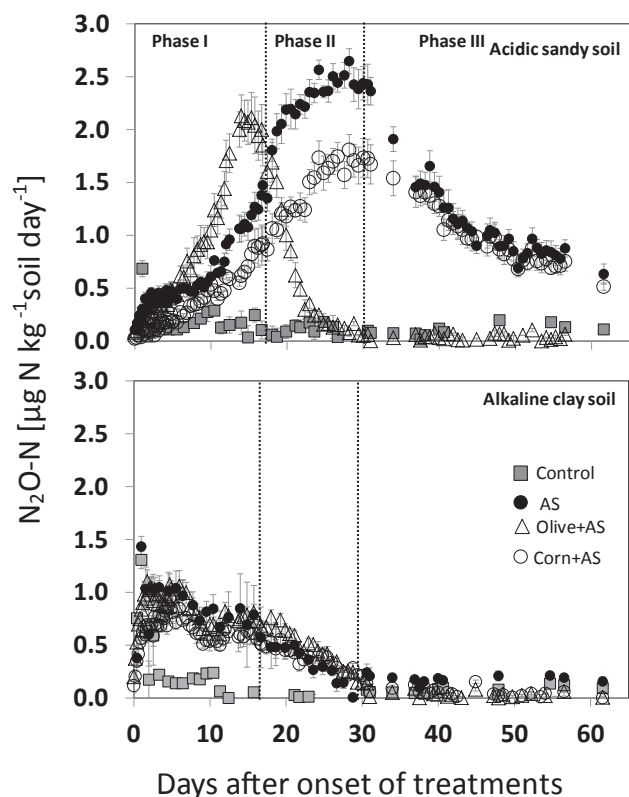 Phase I Phase II Phase III
Acidic sandy soil
3.0
2.5
2.0
1.5
1.0
0.5
0.0
3.0
2.5
2.0
1.5
1.0
0.5
0.0
N₂O-N [µg N kg⁻¹soil day⁻¹]
Alkaline clay soil
Control
AS
Olive+AS
Corn+AS
0 10 20 30 40 50 60
Days after onset of treatments